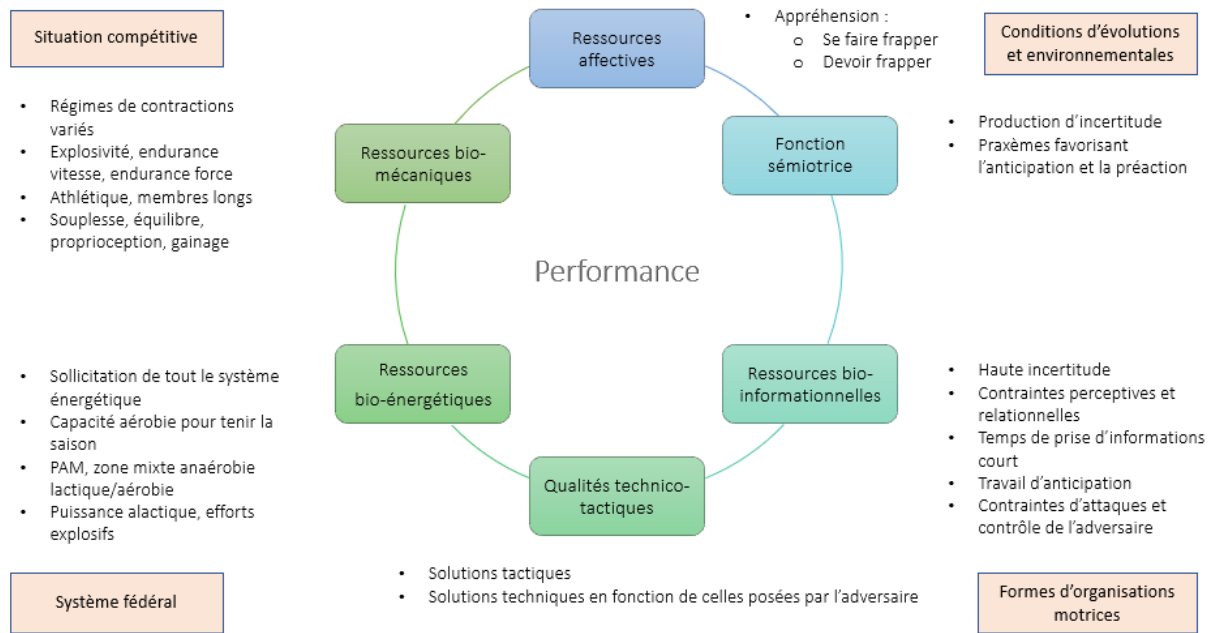 Situation compétitive
Ressources
affectives
• Appréhension :
o Se faire frapper
o Devoir frapper
Conditions d'évolutions
et environnementales
• Régimes de contractions
variés
• Explosivité, endurance
vitesse, endurance force
• Athlétique, membres longs
• Souplesse, équilibre,
proprioception, gainage
Ressources bio-
mécaniques
Fonction
sémiotrice
• Production d'incertitude
• Praxèmes favorisant
l'anticipation et la préaction
Performance
• Sollicitation de tout le système
énergétique
• Capacité aérobie pour tenir la
saison
• PAM, zone mixte anaérobie
lactique/aérobie
• Puissance alactique, efforts
explosifs
Ressources
bio-énergétiques
Ressources bio-
informationnelles
• Haute incertitude
• Contraintes perceptives et
relationnelles
• Temps de prise d'informations
court
• Travail d'anticipation
• Contraintes d'attaques et
contrôle de l'adversaire
Qualités technico-
tactiques
Système fédéral
• Solutions tactiques
• Solutions techniques en fonction de celles posées par l'adversaire
Formes d'organisations
motrices